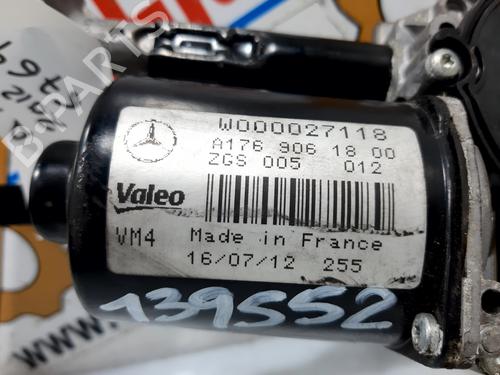 W000027118
A176 906 18 00
ZGS 005 012
Valeo
VM4 Made in France
16/07/12 255
139552